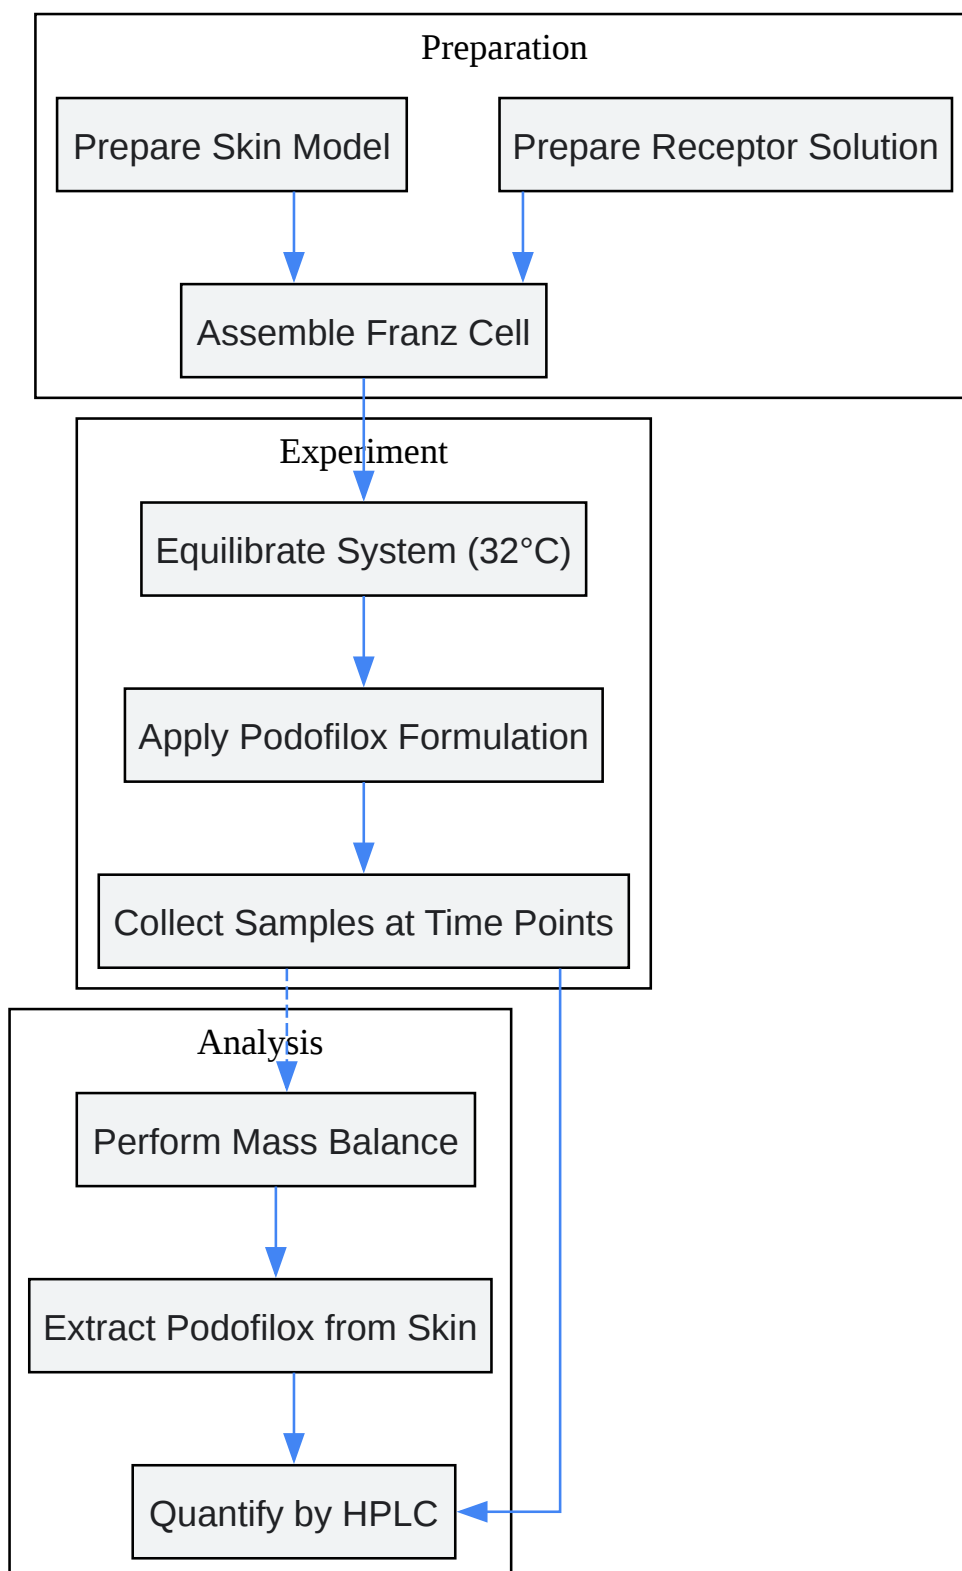 Preparation
Prepare Skin Model
Prepare Receptor Solution
Assemble Franz Cell
Experiment
Equilibrate System (32°C)
Apply Podofilox Formulation
Collect Samples at Time Points
Analysis
Perform Mass Balance
Extract Podofilox from Skin
Quantify by HPLC